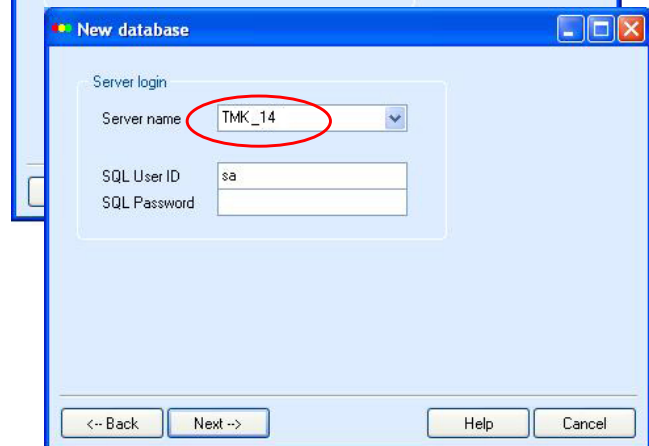 New database
Server login
Server name TMK_14
SQL User ID sa
SQL Password
<-- Back Next --> Help Cancel